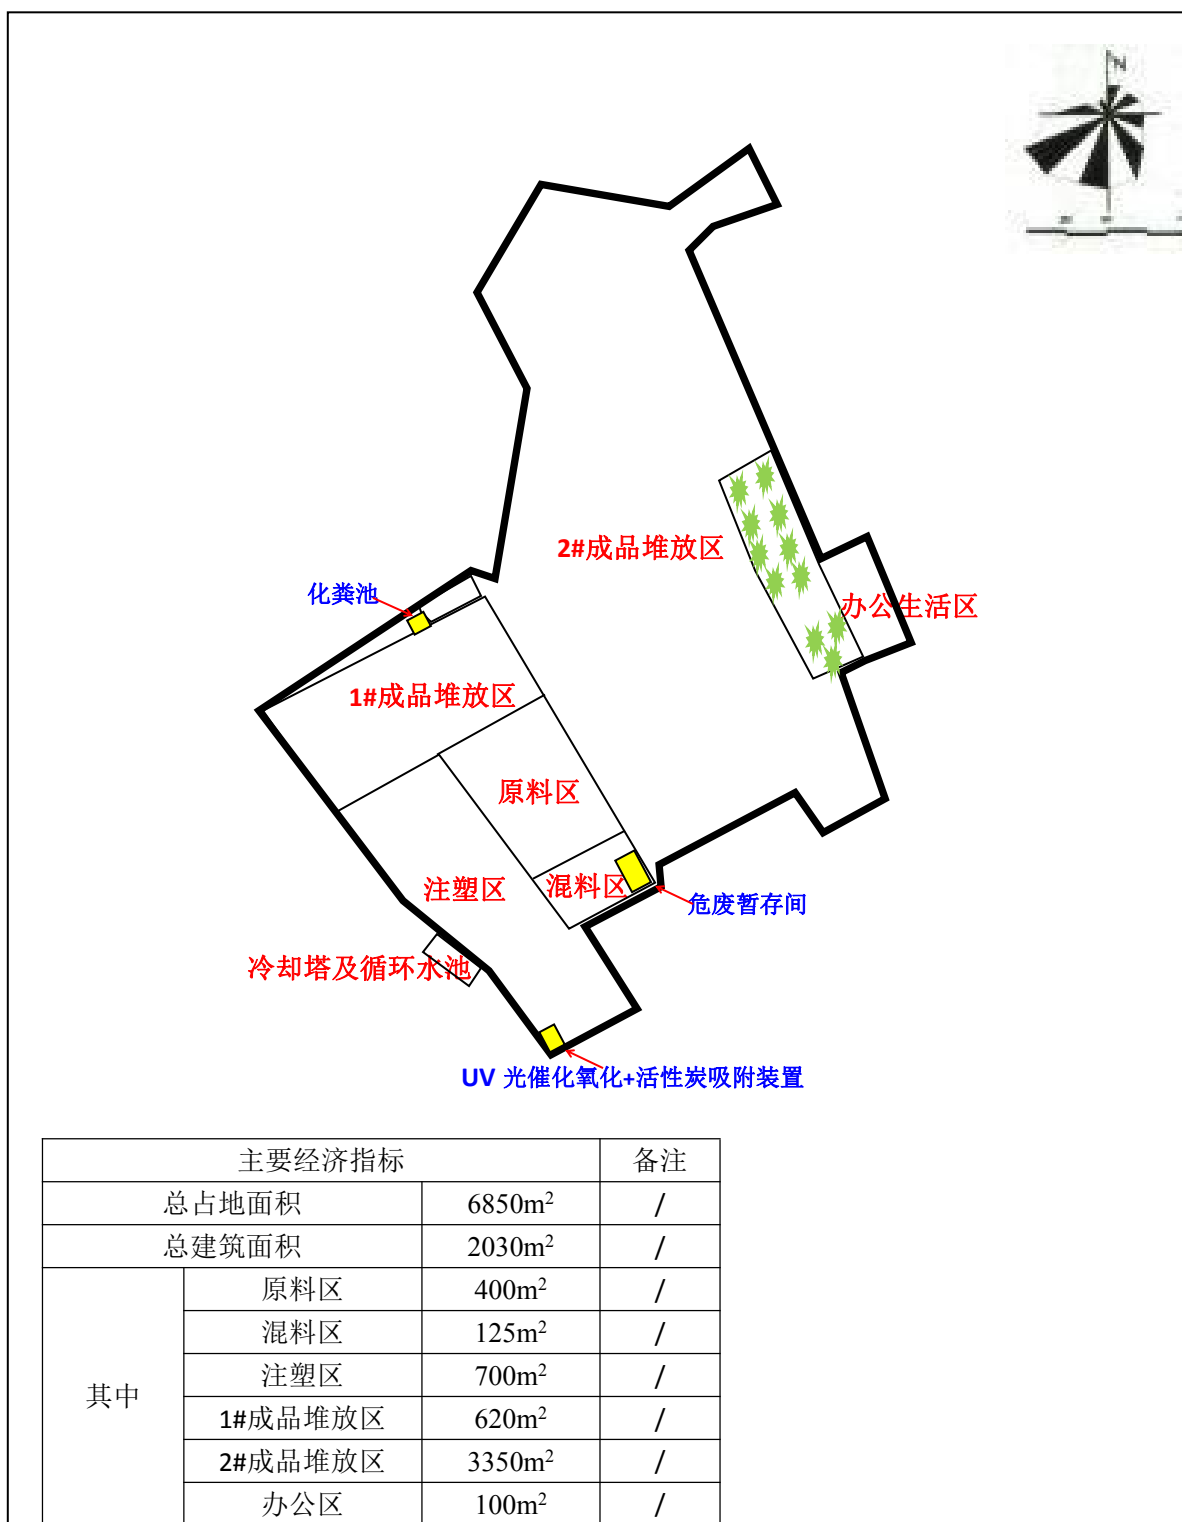 N
2#成品堆放区
化粪池
办公生活区
1#成品堆放区
原料区
注塑区
混料区
危废暂存间
冷却塔及循环水池
UV 光催化氧化+活性炭吸附装置
主要经济指标 备注
总占地面积 6850m² /
总建筑面积 2030m² /
其中
原料区 400m² /
混料区 125m² /
注塑区 700m² /
1#成品堆放区 620m² /
2#成品堆放区 3350m² /
办公区 100m² /